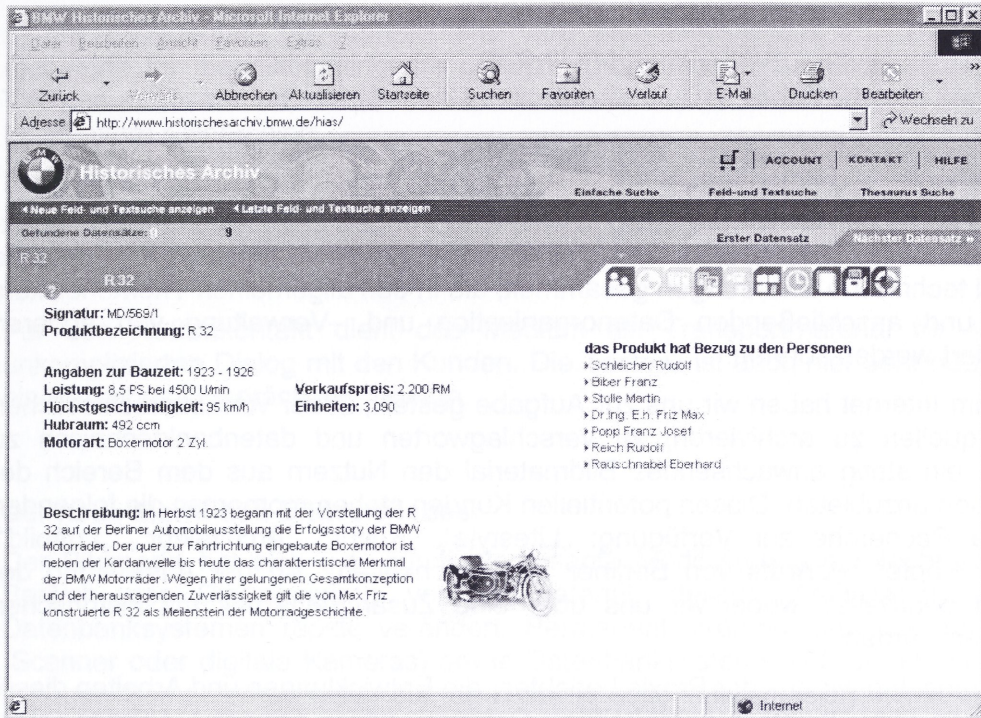 BMW Historisches Archiv - Microsoft Internet Explorer
Datei Bearbeiten Ansicht Favoriten Extras ?
Zurück Vorwärts Abbrechen Aktualisieren Startseite Suchen Favoriten Verlauf E-Mail Drucken Bearbeiten »
Adresse http://www.historischesarchiv.bmw.de/hias/ Wechseln zu
BMW Historisches Archiv
ACCOUNT | KONTAKT | HILFE
Einfache Suche Feld-und Textsuche Thesaurus Suche
Neue Feld- und Textsuche anzeigen Letzte Feld- und Textsuche anzeigen
Gefundene Datensätze: 9
Erster Datensatz Nächster Datensatz »
R 32
R 32
Signatur: MD/569/1
Produktbezeichnung: R 32
Angaben zur Bauzeit: 1923 - 1926
Leistung: 8,5 PS bei 4500 U/min Verkaufspreis: 2.200 RM
Hochstgeschwindigkeit: 95 km/h Einheiten: 3.090
Hubraum: 492 ccm
Motorart: Boxermotor 2 Zyl.
das Produkt hat Bezug zu den Personen
Schleicher Rudolf
Biber Franz
Stolle Martin
Dr.Ing. E.h. Friz Max
Popp Franz Josef
Reich Rudolf
Rauschnabel Eberhard
Beschreibung: Im Herbst 1923 begann mit der Vorstellung der R
32 auf der Berliner Automobilausstellung die Erfolgsstory der BMW
Motorräder. Der quer zur Fahrtrichtung eingebaute Boxermotor ist
neben der Kardanwelle bis heute das charakteristische Merkmal
der BMW Motorräder. Wegen ihrer gelungenen Gesamtkonzeption
und der herausragenden Zuverlässigkeit gilt die von Max Friz
konstruierte R 32 als Meilenstein der Motorradgeschichte.
Internet